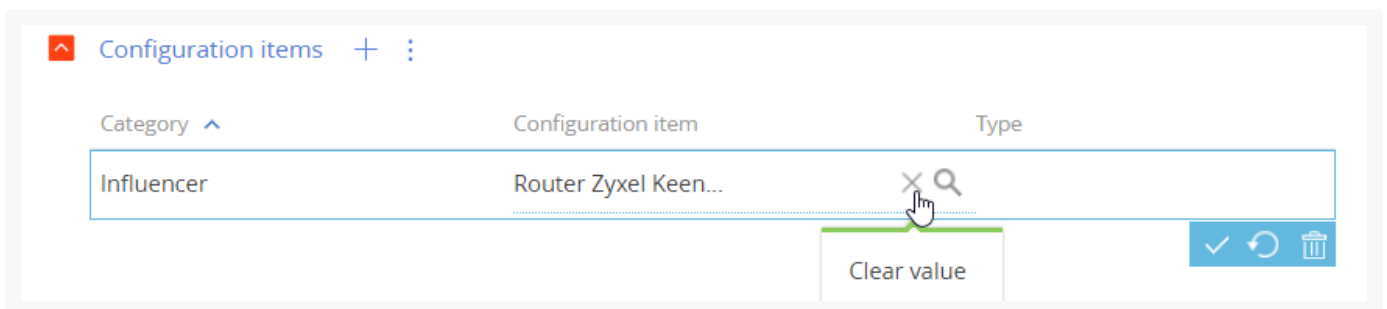 Configuration items
Category Configuration item Type
Influencer Router Zyxel Keen...
Clear value